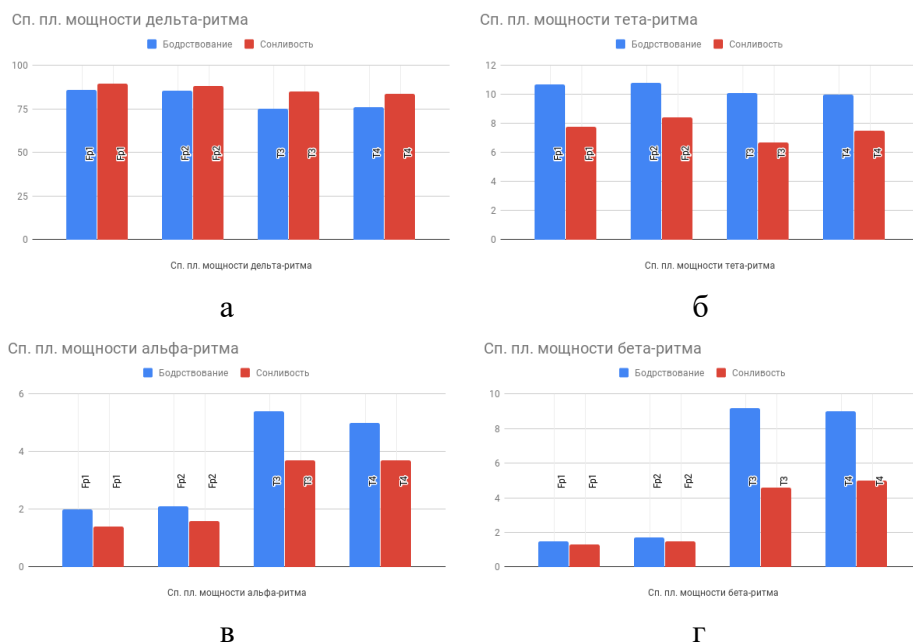 Сп. пл. мощности дельта-ритма
Бодрствование Сонливость
100
75
50
25
0
Fp1 Fp1 Fp2 Fp2 T3 T3 T4 T4
Сп. пл. мощности дельта-ритма
а
Сп. пл. мощности тета-ритма
Бодрствование Сонливость
12
10
8
6
4
2
0
Fp1 Fp1 Fp2 Fp2 T3 T3 T4 T4
Сп. пл. мощности тета-ритма
б
Сп. пл. мощности альфа-ритма
Бодрствование Сонливость
6
4
2
0
Fp1 Fp1 Fp2 Fp2 T3 T3 T4 T4
Сп. пл. мощности альфа-ритма
в
Сп. пл. мощности бета-ритма
Бодрствование Сонливость
10
8
6
4
2
0
Fp1 Fp1 Fp2 Fp2 T3 T3 T4 T4
Сп. пл. мощности бета-ритма
г